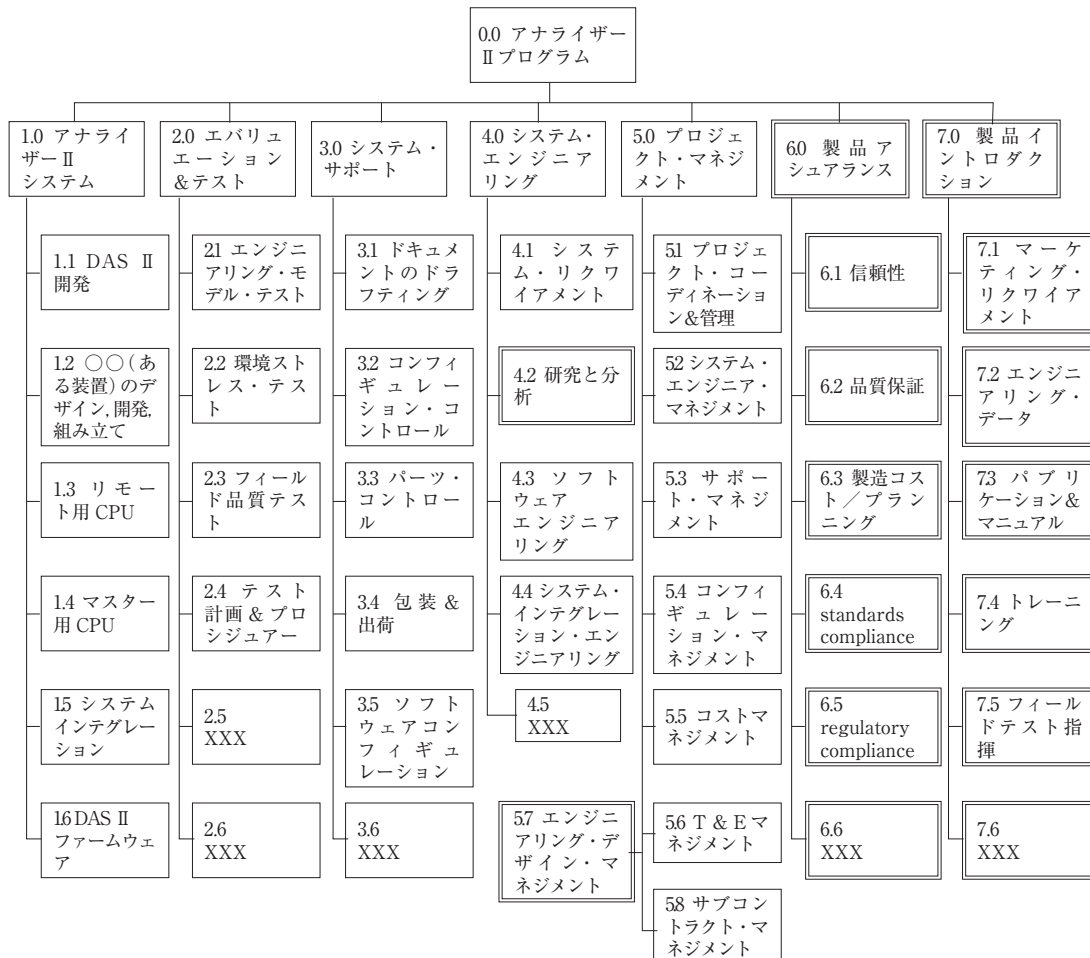 0.0 アナライザー
Ⅱプログラム
1.0 アナライ
ザーⅡ
システム
2.0 エバリュ
エーション
&テスト
3.0 システム・
サポート
4.0 システム・
エンジニア
リング
5.0 プロジェ
クト・マネジ
メント
6.0 製品ア
シュアランス
7.0 製品イ
ントロダク
ション
1.1 DAS Ⅱ
開発
1.2 〇〇(あ
る装置)のデ
ザイン,開発,
組み立て
1.3 リモー
ト用 CPU
1.4 マスター
用 CPU
1.5 システム
インテグレー
ション
1.6 DAS Ⅱ
ファームウェ
ア
2.1 エンジニ
アリング・モ
デル・テスト
2.2 環境スト
レス・テス
ト
2.3 フィール
ド品質テス
ト
2.4 テスト
計画 & プロ
シジュアー
2.5
XXX
2.6
XXX
3.1 ドキュメ
ントのドラ
フティング
3.2 コンフィ
ギュレー
ション・コ
ントロール
3.3 パーツ・
コントロー
ル
3.4 包装 &
出荷
3.5 ソフト
ウェアコン
フィギュ
レーション
3.6
XXX
4.1 システ
ム・リクワ
イアメント
4.2 研究と分
析
4.3 ソフト
ウェア
エンジニア
リング
4.4 システム・
インテグレー
ション・エン
ジニアリング
4.5
XXX
5.1 プロジェ
クト・コー
ディネーショ
ン&管理
5.2 システム・
エンジニア・
マネジメント
5.3 サポー
ト・マネジ
メント
5.4 コンフィ
ギュレー
ション・マ
ネジメント
5.5 コストマ
ネジメント
5.6 T & E マ
ネジメント
5.7 エンジニ
アリング・デ
ザイン・マ
ネジメント
5.8 サブコン
トラクト・マ
ネジメント
6.1 信頼性
6.2 品質保証
6.3 製造コス
ト/プラン
ニング
6.4
standards
compliance
6.5
regulatory
compliance
6.6
XXX
7.1 マーケ
ティング・
リクワイア
メント
7.2 エンジニ
アリング・
データ
7.3 パブリ
ケーション&
マニュアル
7.4 トレーニ
ング
7.5 フィール
ドテスト指
揮
7.6
XXX